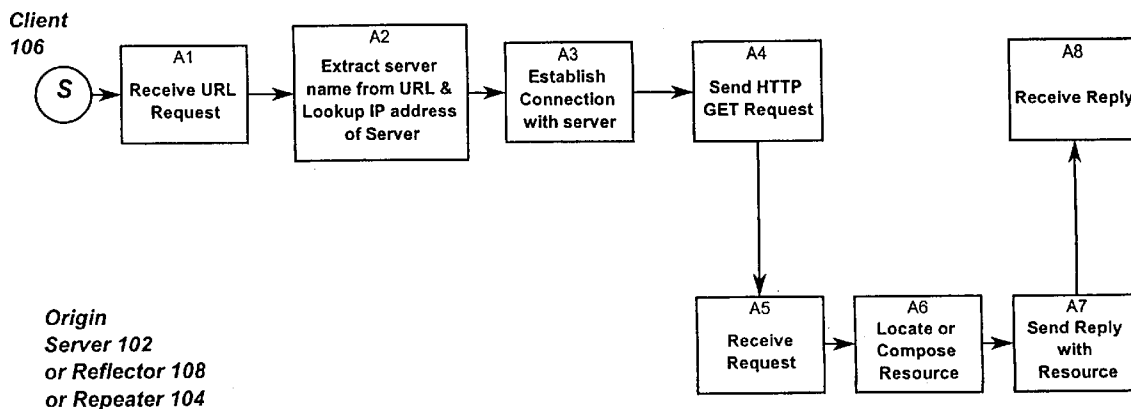 Client
106
S
A1
Receive URL
Request
A2
Extract server
name from URL &
Lookup IP address
of Server
A3
Establish
Connection
with server
A4
Send HTTP
GET Request
A8
Receive Reply
Origin
Server 102
or Reflector 108
or Repeater 104
A5
Receive
Request
A6
Locate or
Compose
Resource
A7
Send Reply
with
Resource